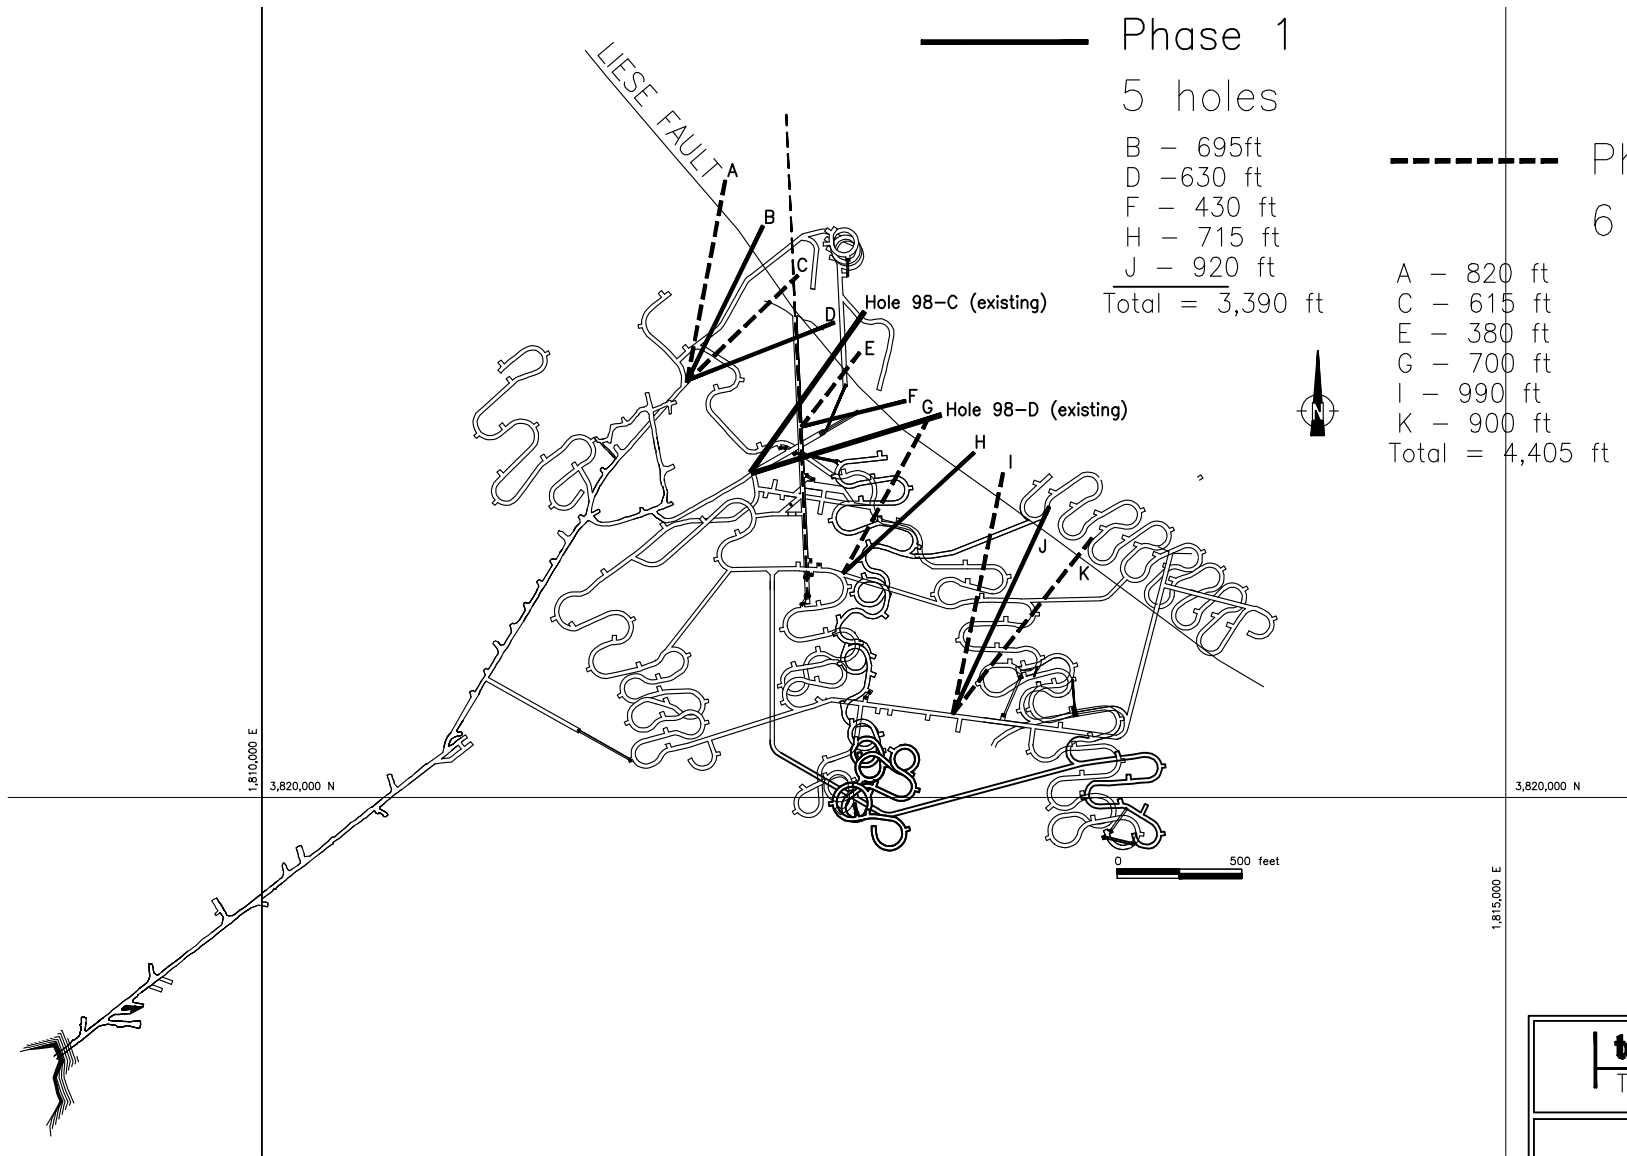 Phase 1
5 holes
B - 695ft
D -630 ft
F - 430 ft
H - 715 ft
J - 920 ft
Total = 3,390 ft
6
A - 820 ft
C - 615 ft
E - 380 ft
G - 700 ft
I - 990 ft
K - 900 ft
Total = 4,405 ft
LIESE FAULT
A
B
C
D
Hole 98-C (existing)
E
F
G
Hole 98-D (existing)
H
I
J
K
N
1,810,000 E
3,820,000 N
3,820,000 N
0 500 feet
1,815,000 E